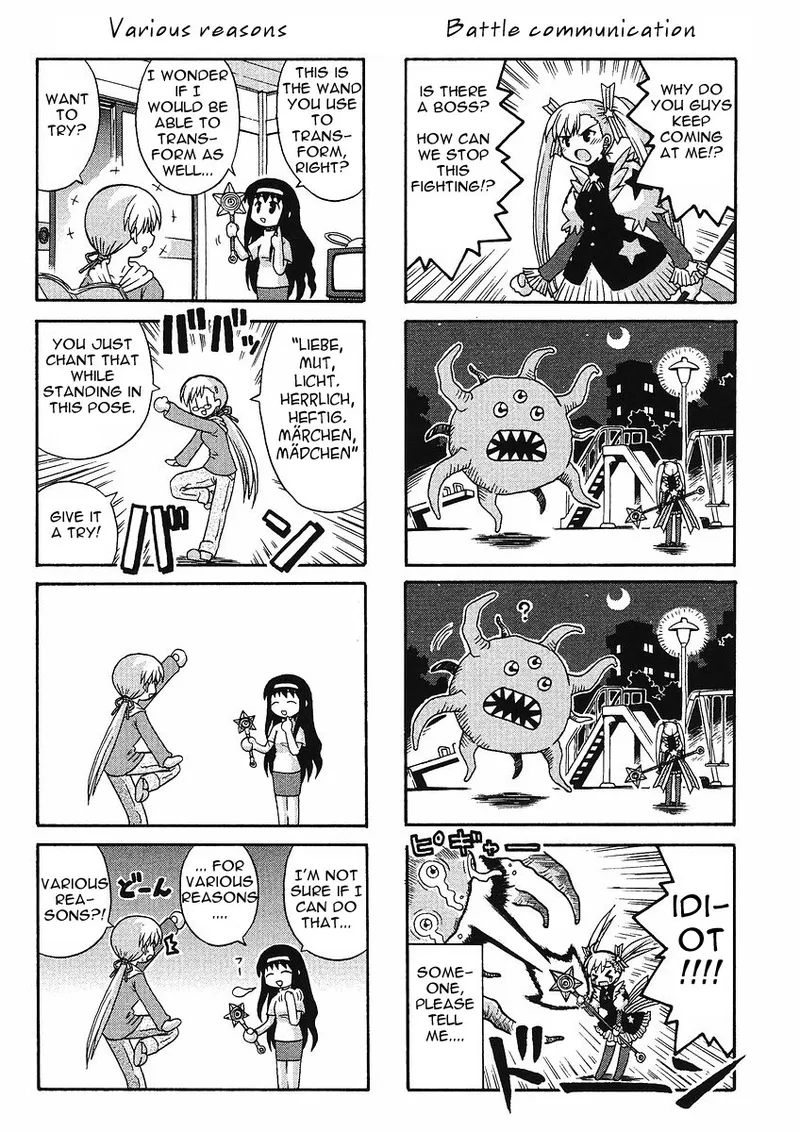 Battle communication
WHY DO
YOU GUYS
KEEP
COMING
AT ME!?
IS THERE
A BOSS?
HOW CAN
WE STOP
THIS
FIGHTING!?
?
ピギャー
IDI-
OT
!!!!
SOME-
ONE,
PLEASE
TELL
ME....
ドーン
Various reasons
THIS IS
THE WAND
YOU USE
TO
TRANS-
FORM,
RIGHT?
I WONDER
IF I
WOULD BE
ABLE TO
TRANS-
FORM AS
WELL...
WANT
TO
TRY?
バババッ
"LIEBE,
MUT,
LICHT.
HERRLICH,
HEFTIG.
MÄRCHEN,
MÄDCHEN"
YOU JUST
CHANT THAT
WHILE
STANDING IN
THIS POSE.
GIVE IT
A TRY!
バーン
I'M NOT
SURE IF I
CAN DO
THAT...
... FOR
VARIOUS
REASONS
....
どーん
VARIOUS
REA-
SONS?!